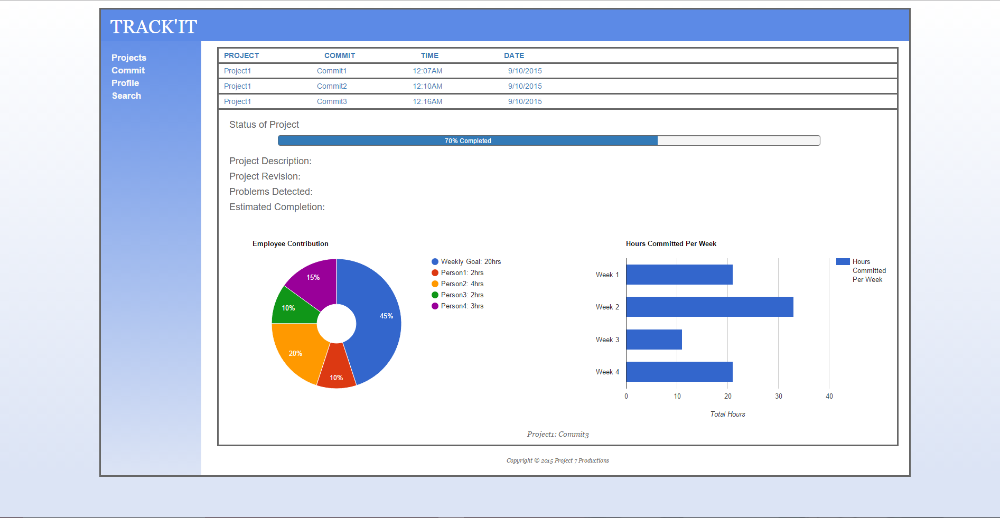 TRACK'IT
Projects
Commit
Profile
Search
PROJECT COMMIT TIME DATE
Project1 Commit1 12:07AM 9/10/2015
Project1 Commit2 12:10AM 9/10/2015
Project1 Commit3 12:16AM 9/10/2015
Status of Project
70% Completed
Project Description:
Project Revision:
Problems Detected:
Estimated Completion:
Employee Contribution
15%
10%
45%
20%
10%
Weekly Goal: 20hrs
Person1: 2hrs
Person2: 4hrs
Person3: 2hrs
Person4: 3hrs
Hours Committed Per Week
Week 1
Week 2
Week 3
Week 4
0 10 20 30 40
Total Hours
Hours
Committed
Per Week
Project1: Commit3
Copyright © 2015 Project 7 Productions